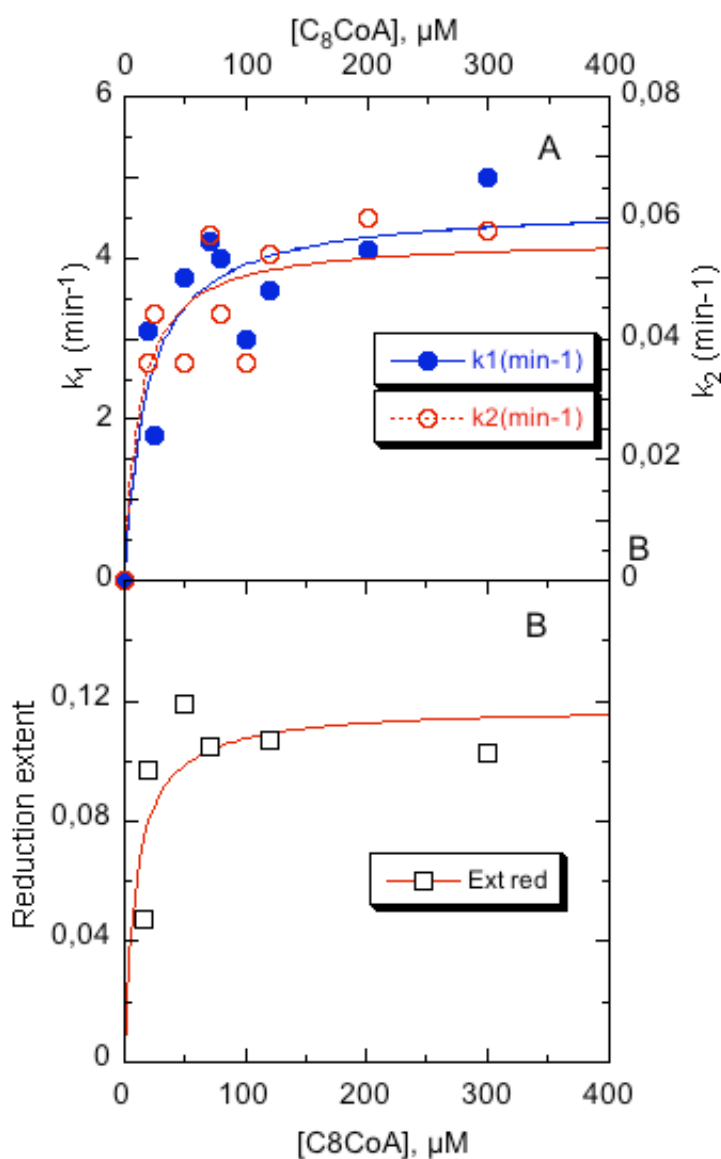 [C₈CoA], µM
0 100 200 300 400
6 0,08
A
0,06
4
k₁ (min-1)
k₂ (min-1)
0,04
k1(min-1)
k2(min-1)
2
0,02
B
0 0
B
0,12
Reduction extent
0,08
Ext red
0,04
0
0 100 200 300 400
[C8CoA], µM